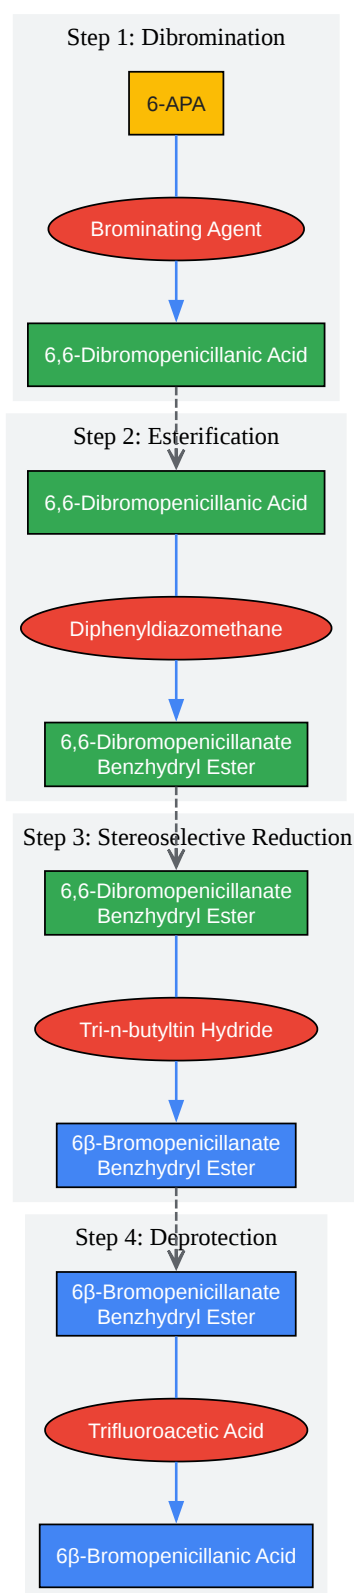 Step 1: Dibromination
6-APA
Brominating Agent
6,6-Dibromopenicillanic Acid
Step 2: Esterification
6,6-Dibromopenicillanic Acid
Diphenyldiazomethane
6,6-Dibromopenicillanate
Benzhydryl Ester
Step 3: Stereoselective Reduction
6,6-Dibromopenicillanate
Benzhydryl Ester
Tri-n-butyltin Hydride
6β-Bromopenicillanate
Benzhydryl Ester
Step 4: Deprotection
6β-Bromopenicillanate
Benzhydryl Ester
Trifluoroacetic Acid
6β-Bromopenicillanic Acid